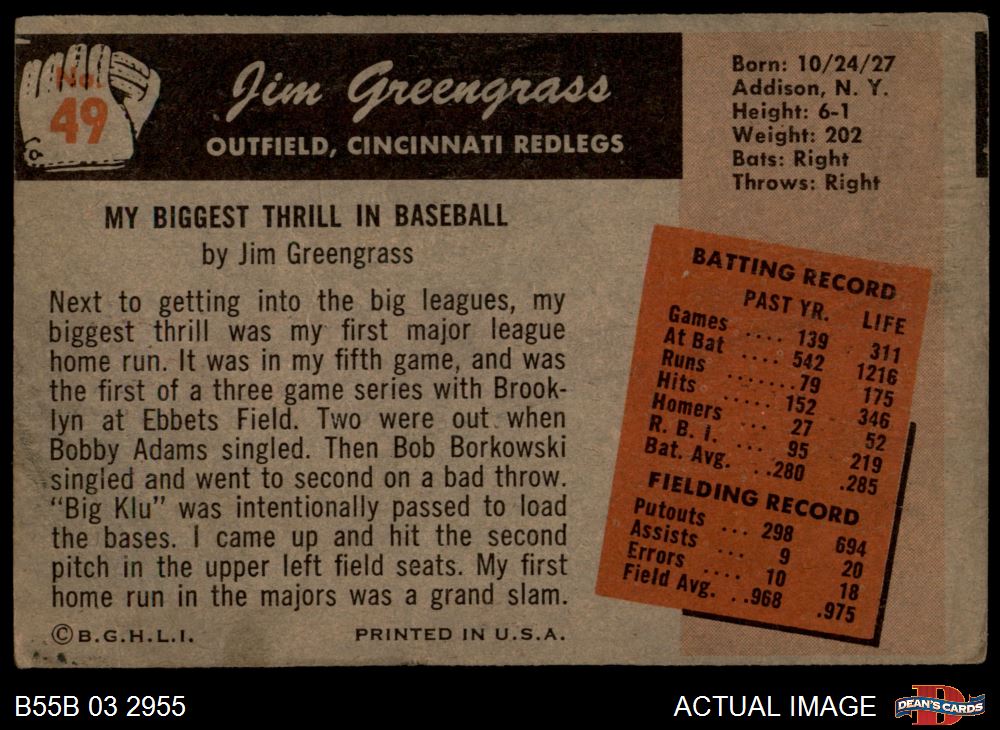 No.
49
Jim Greengrass
OUTFIELD, CINCINNATI REDLEGS
Born: 10/24/27
Addison, N. Y.
Height: 6-1
Weight: 202
Bats: Right
Throws: Right
MY BIGGEST THRILL IN BASEBALL
by Jim Greengrass
Next to getting into the big leagues, my
biggest thrill was my first major league
home run. It was in my fifth game, and was
the first of a three game series with Brook-
lyn at Ebbets Field. Two were out when
Bobby Adams singled. Then Bob Borkowski
singled and went to second on a bad throw.
"Big Klu" was intentionally passed to load
the bases. I came up and hit the second
pitch in the upper left field seats. My first
home run in the majors was a grand slam.
© B.G.H.L.I. PRINTED IN U.S.A.
BATTING RECORD
PAST YR. LIFE
Games .... 139 311
At Bat .... 542 1216
Runs ....... 79 175
Hits ..... 152 346
Homers .... 27 52
R. B. I. ... 95 219
Bat. Avg. ..280 .285
FIELDING RECORD
Putouts ... 298 694
Assists ... 9 20
Errors .... 10 18
Field Avg. ..968 .975
B55B 03 2955 ACTUAL IMAGE DEAN'S CARDS